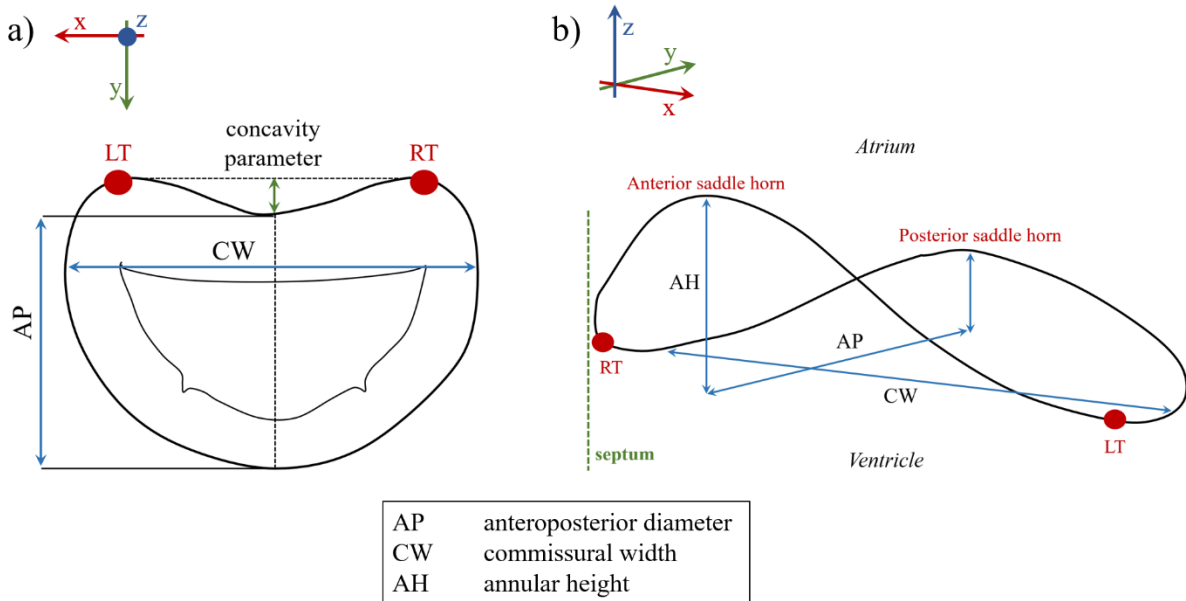 a)
x
z
y
concavity
parameter
LT
RT
CW
AP
b)
z
y
x
Atrium
Anterior saddle horn
Posterior saddle horn
AH
AP
RT
CW
LT
septum
Ventricle
AP anteroposterior diameter
CW commissural width
AH annular height